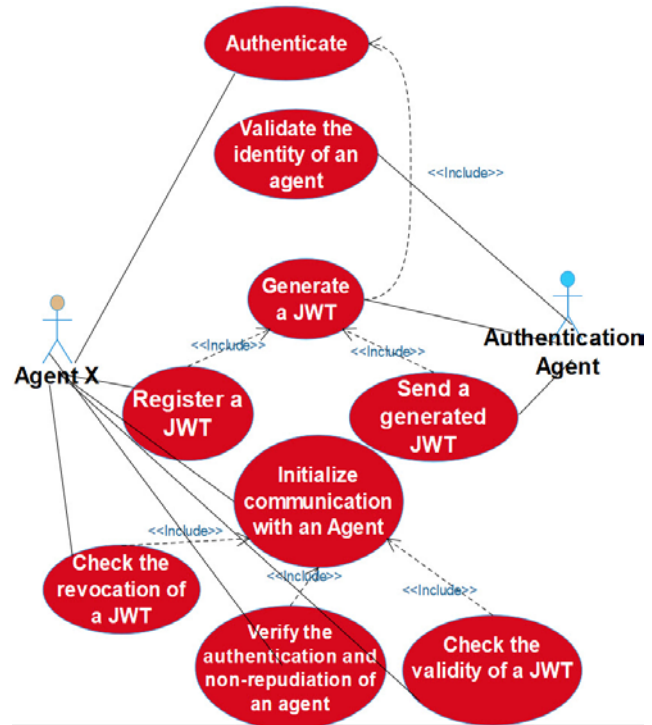 Authenticate
Validate the
identity of an
agent
<<Include>>
Generate
a JWT
<<Include>>
<<Include>>
Authentication
Agent
Agent X
Register a
JWT
Send a
generated
JWT
Initialize
communication
with an Agent
<<Include>>
Check the
revocation of
a JWT
<<Include>>
<<Include>>
Verify the
authentication and
non-repudiation of
an agent
Check the
validity of a JWT